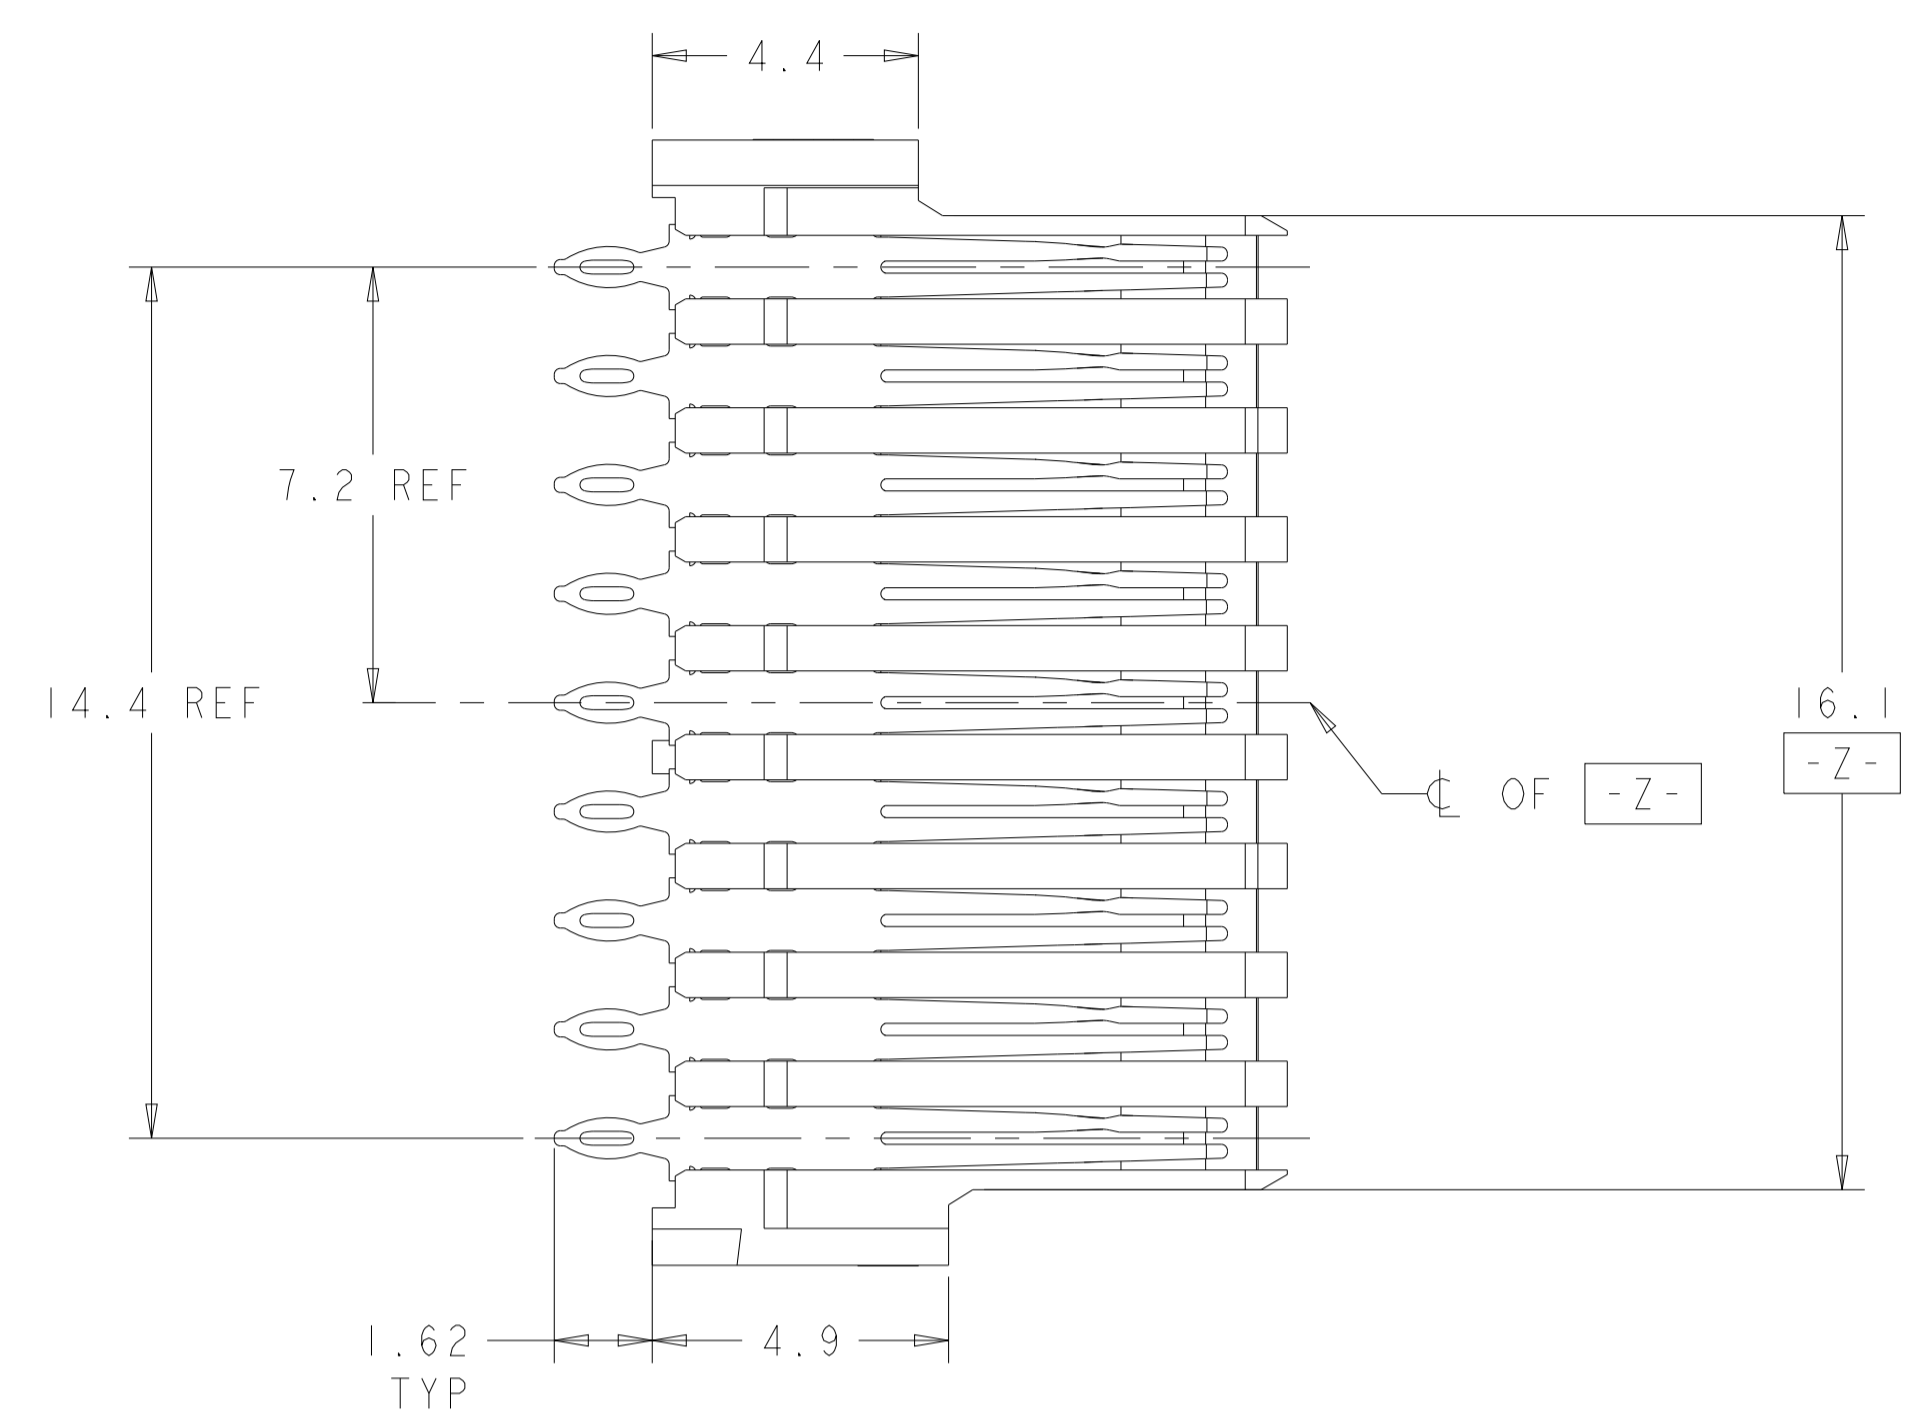 4.4
7.2 REF
14.4 REF
16.1
-Z-
℄ OF -Z-
1.62
TYP
4.9